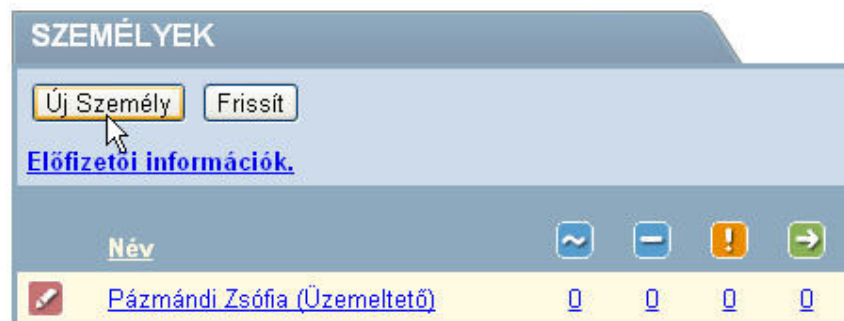 SZEMÉLYEK
Új Személy Frissít
Előfizetői információk.
Név ~ – ! →
Pázmándi Zsófia (Üzemeltető) 0 0 0 0